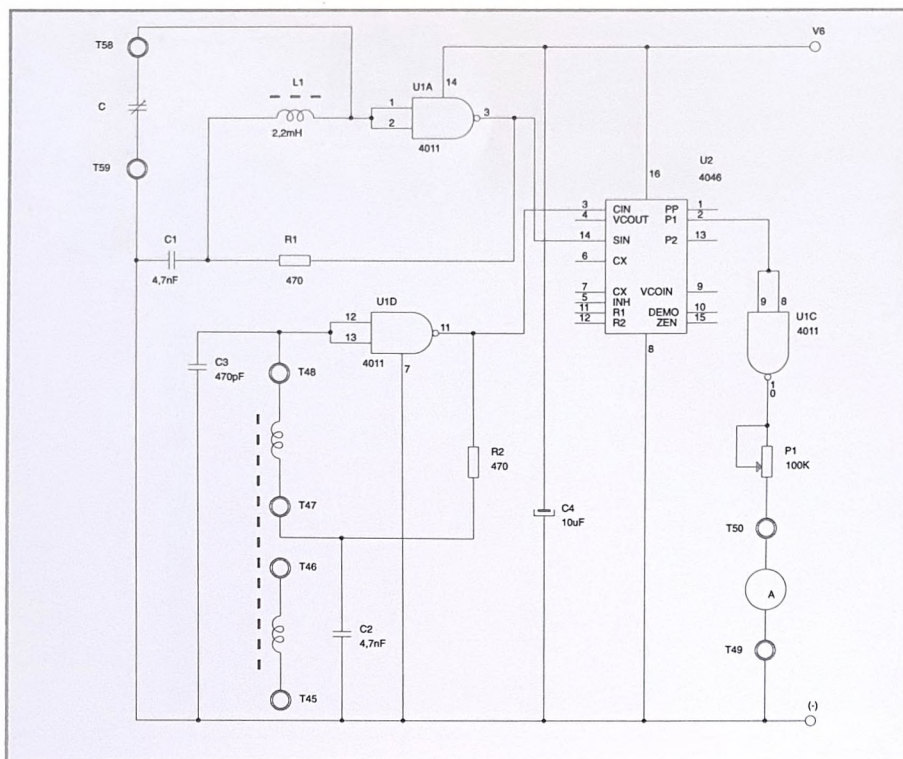 T58
V6
L1
U1A
14
C
1
2
3
2,2mH
4011
T59
U2
4046
16
3
CIN
PP
1
4
VCOUT
P1
2
14
SIN
P2
13
6
CX
7
CX
VCOIN
9
5
INH
11
R1
DEMO
10
12
R2
ZEN
15
8
C1
4,7nF
R1
470
U1D
12
13
11
4011
7
9
8
U1C
4011
1
0
C3
470pF
T48
R2
470
P1
100K
T47
C4
10uF
T50
T46
A
C2
4,7nF
T49
T45
(-)